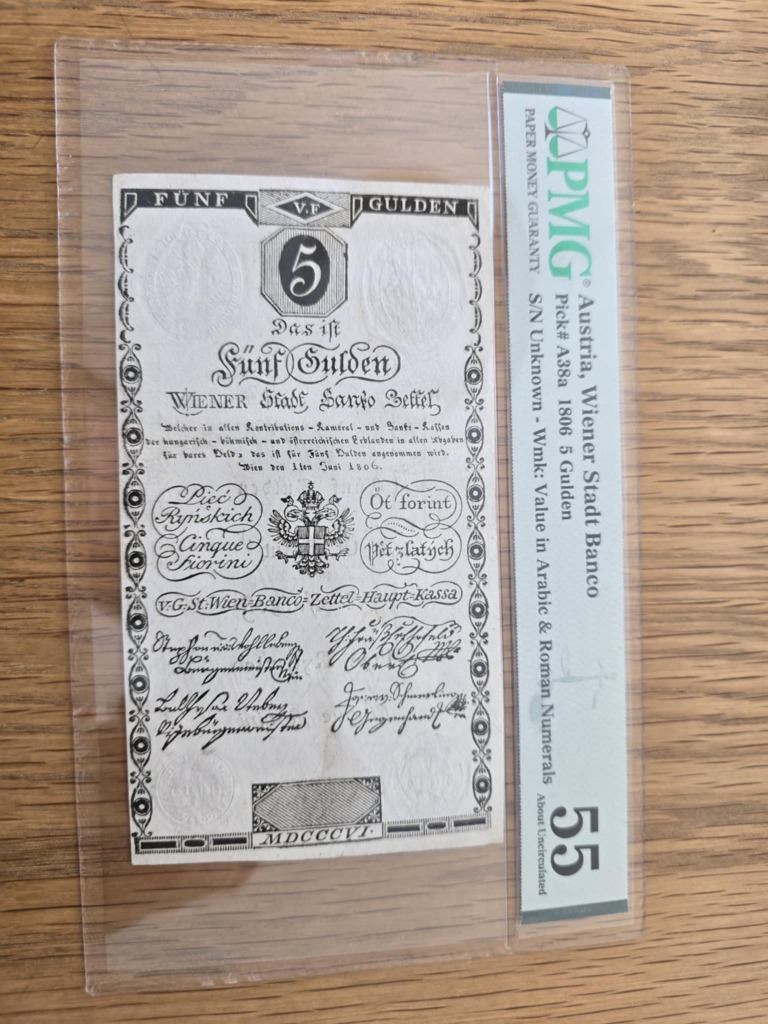 FÜNF V.F GULDEN
5
Das ist
Fünf Gulden
WIENER Stadt Banko Zettel
Welcher in allen Kontributions - Kameral - und Banko - Kassen
der hungarisch - böhmisch - und österreichischen Erblanden in allen Abgaben
für bares Geld, das ist für Fünf Gulden angenommen wird.
Wien den 1ten Juni 1806.
Pięć
Ryńskich
Cinque
Fiorini
Öt forint
Pět zlatych
V.G.St.Wien=Banco=Zettel=Haupt=Kassa
MDCCCVI.
PMG®
PAPER MONEY GUARANTY
Austria, Wiener Stadt Banco
Pick# A38a 1806 5 Gulden
S/N Unknown - Wmk: Value in Arabic & Roman Numerals
55
About Uncirculated